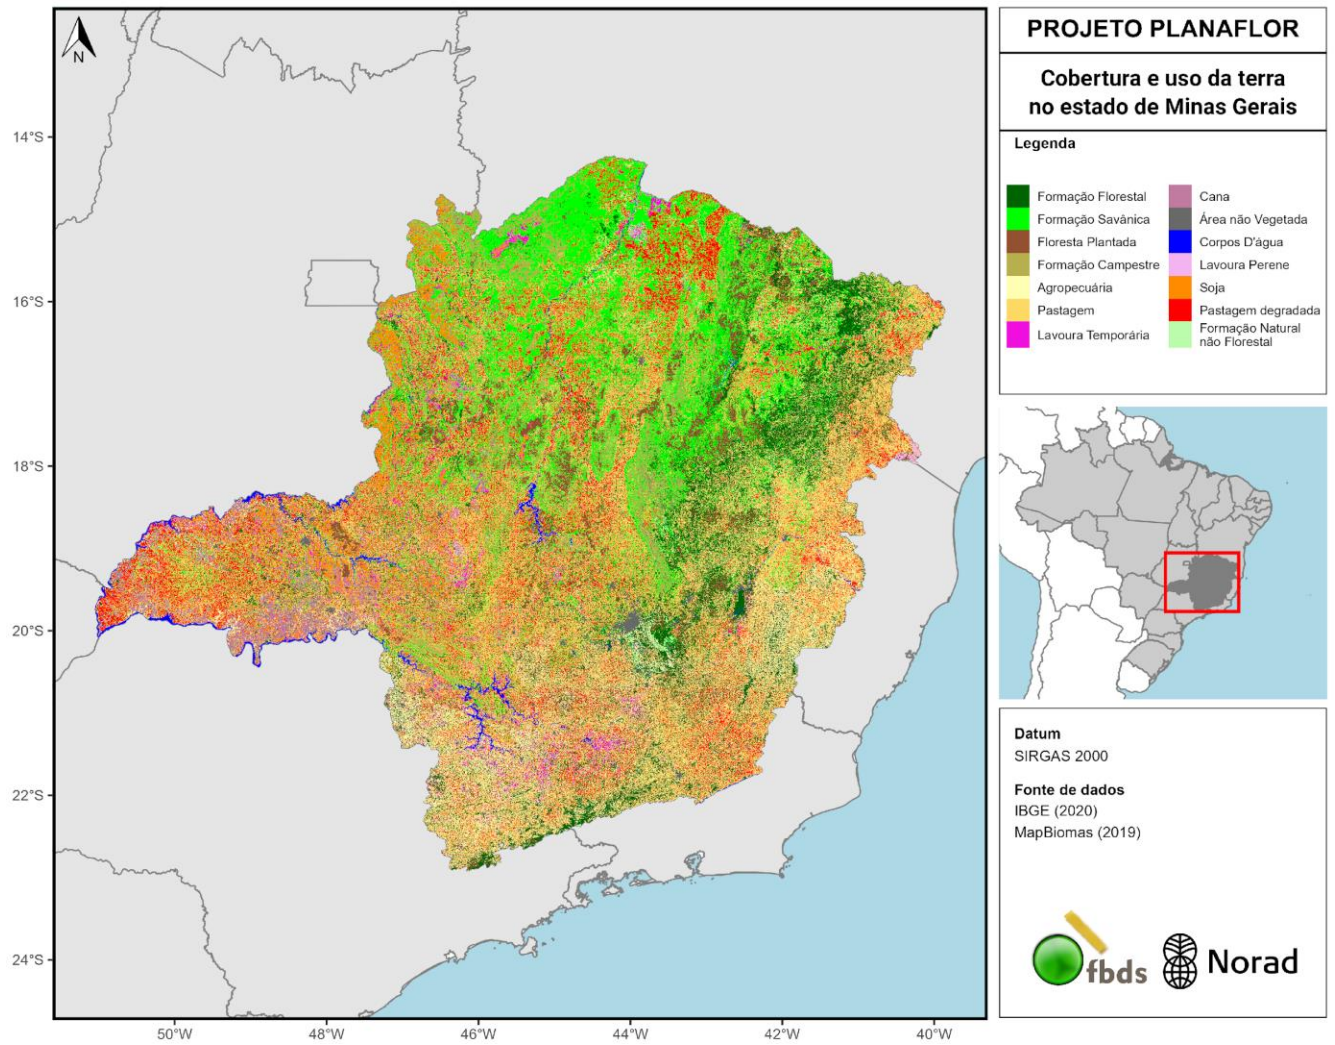 N
14°S
16°S
18°S
20°S
22°S
24°S
50°W
48°W
46°W
44°W
42°W
40°W
PROJETO PLANAFLOR
Cobertura e uso da terra
no estado de Minas Gerais
Legenda
Formação Florestal
Formação Savânica
Floresta Plantada
Formação Campestre
Agropecuária
Pastagem
Lavoura Temporária
Cana
Área não Vegetada
Corpos D'água
Lavoura Perene
Soja
Pastagem degradada
Formação Natural
não Florestal
Datum
SIRGAS 2000
Fonte de dados
IBGE (2020)
MapBiomas (2019)
fbds
Norad